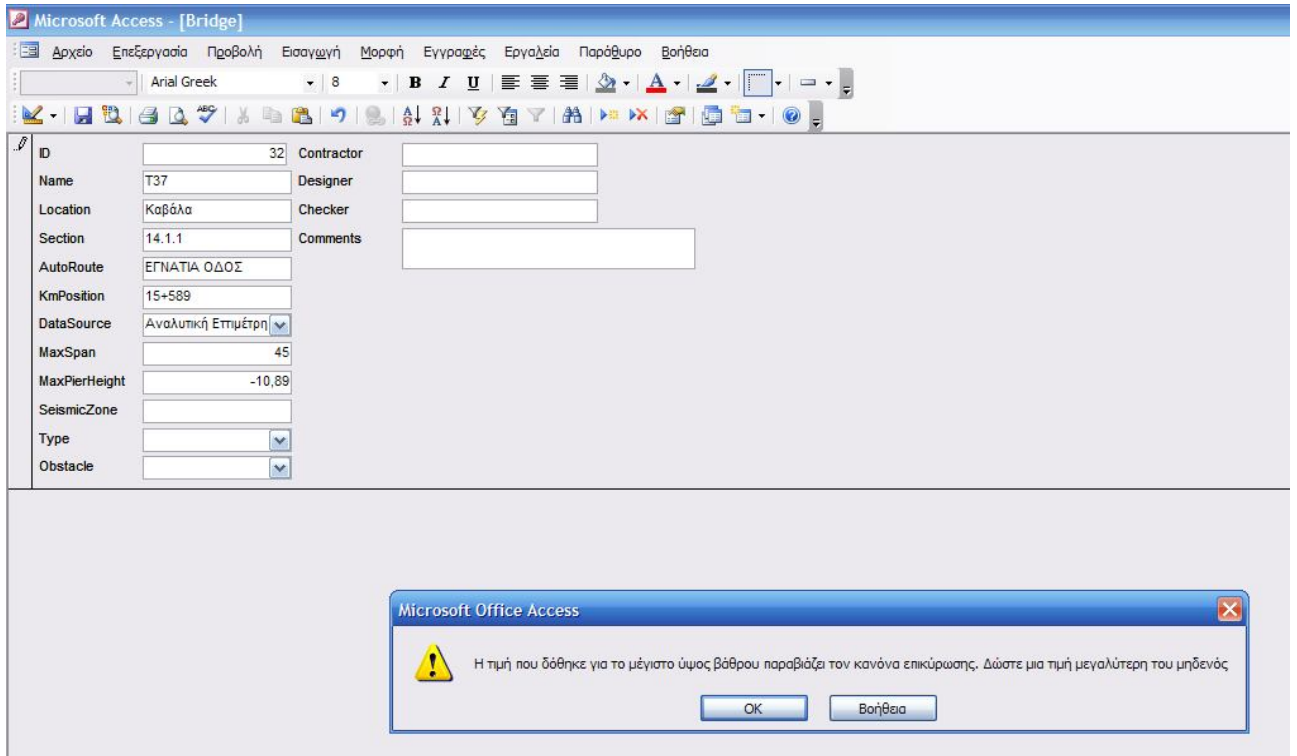 Microsoft Access - [Bridge]
Αρχείο Επεξεργασία Προβολή Εισαγωγή Μορφή Εγγραφές Εργαλεία Παράθυρο Βοήθεια
Arial Greek 8 B I U A
ID 32 Contractor
Name T37 Designer
Location Καβάλα Checker
Section 14.1.1 Comments
AutoRoute ΕΓΝΑΤΙΑ ΟΔΟΣ
KmPosition 15+589
DataSource Αναλυτική Επιμέτρη
MaxSpan 45
MaxPierHeight -10,89
SeismicZone
Type
Obstacle
Microsoft Office Access
Η τιμή που δόθηκε για το μέγιστο ύψος βάθρου παραβιάζει τον κανόνα επικύρωσης. Δώστε μια τιμή μεγαλύτερη του μηδενός
OK Βοήθεια